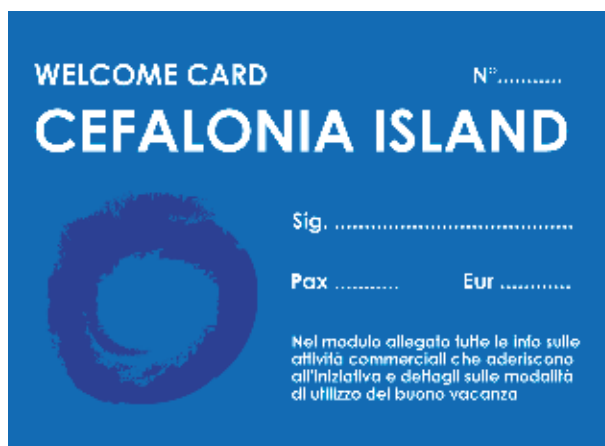 WELCOME CARD N°...........
CEFALONIA ISLAND
Sig. ........................................
Pax ........... Eur ............
Nel modulo allegato tutte le info sulle
attività commerciali che aderiscono
all'iniziativa e dettagli sulle modalità
di utilizzo del buono vacanza